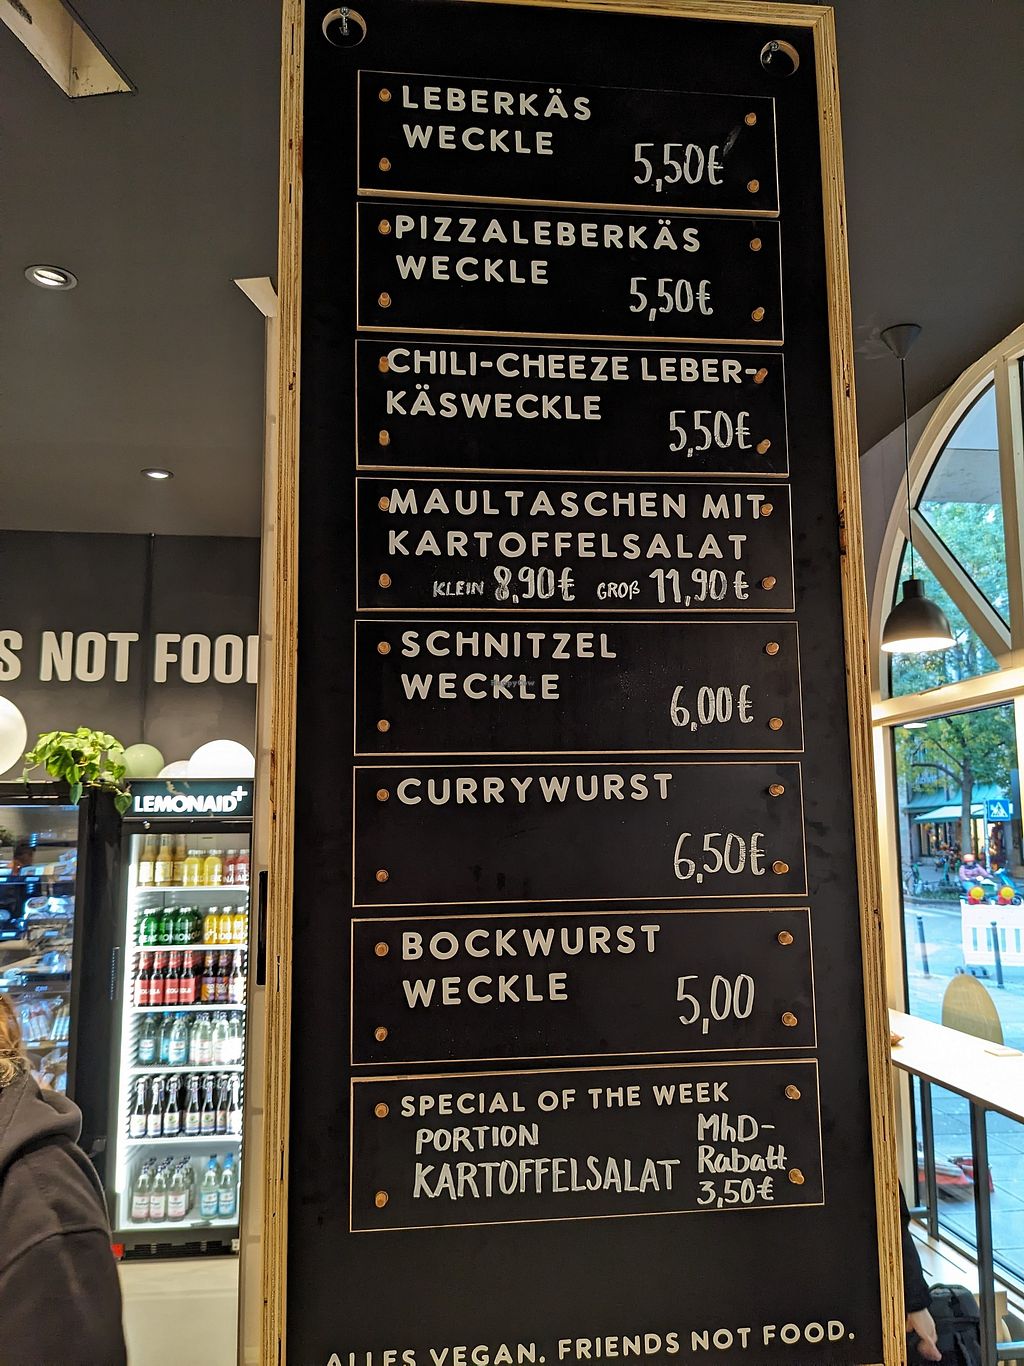 LEBERKÄS
WECKLE
5,50€
PIZZALEBERKÄS
WECKLE
5,50€
CHILI-CHEEZE LEBER-
KÄSWECKLE
5,50€
MAULTASCHEN MIT
KARTOFFELSALAT
KLEIN 8,90€ GROß 11,90€
SCHNITZEL
WECKLE
6,00€
CURRYWURST
6,50€
BOCKWURST
WECKLE
5,00
SPECIAL OF THE WEEK
PORTION
KARTOFFELSALAT
MhD-
Rabatt
3,50€
ALLES VEGAN. FRIENDS NOT FOOD.
S NOT FOOD
LEMONAID+
HappyCow